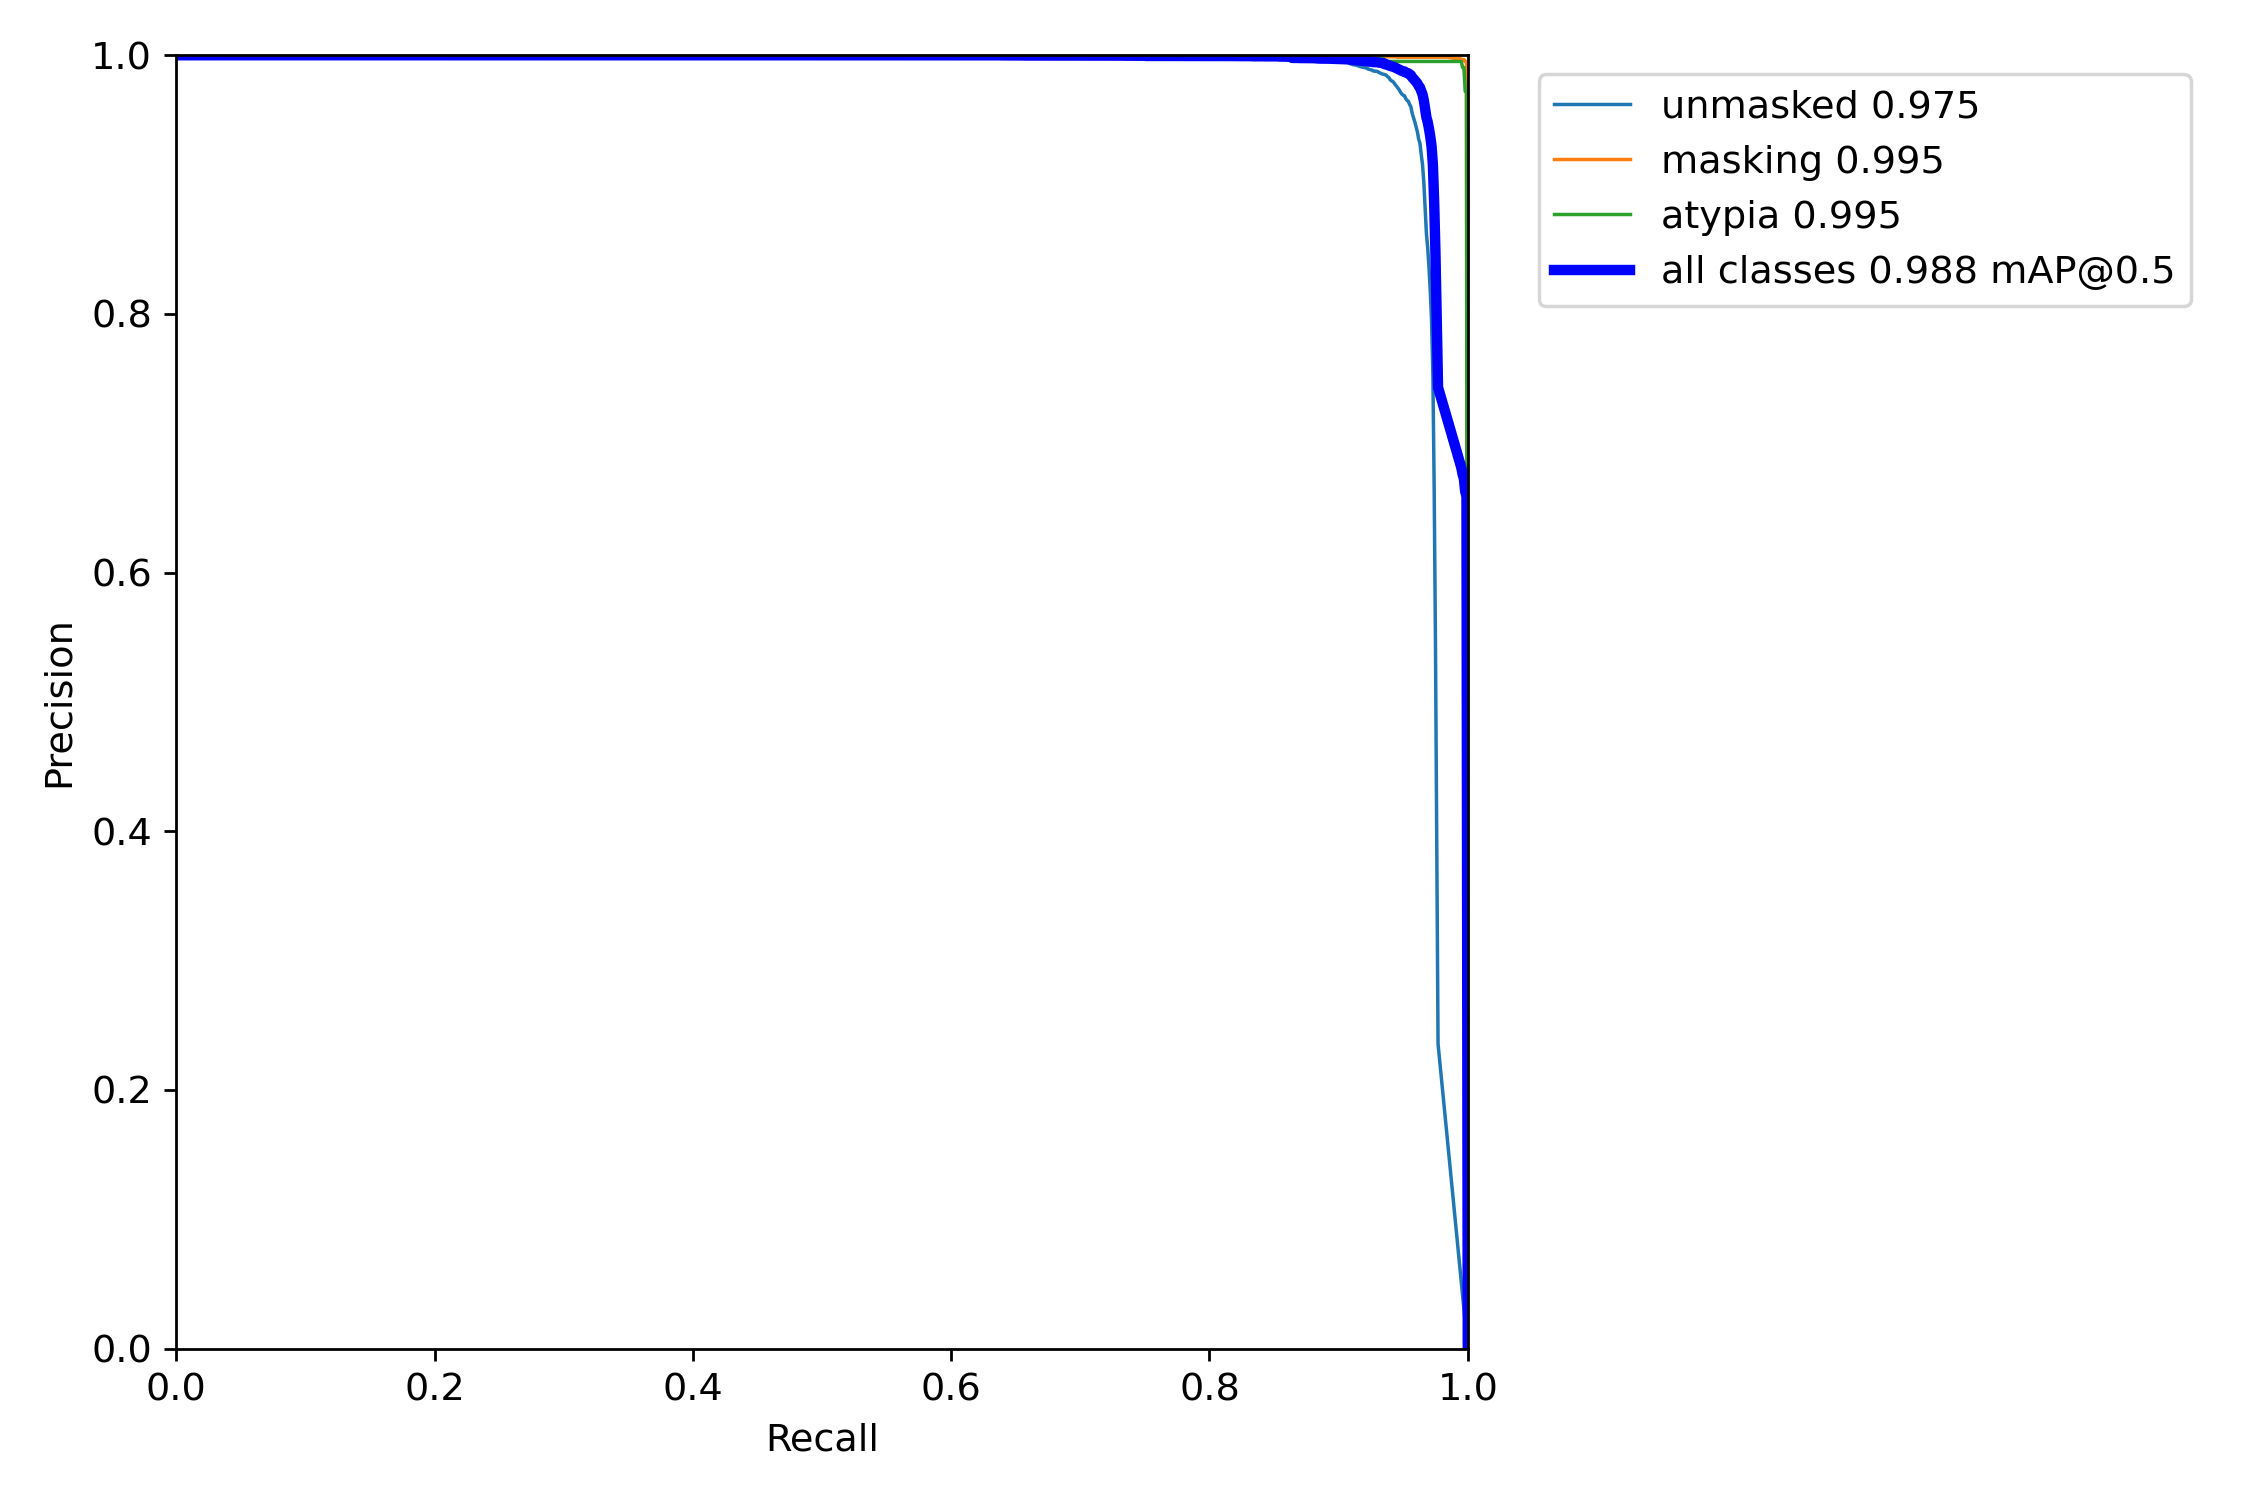 1.0
0.8
0.6
0.4
0.2
0.0
Precision
0.0 0.2 0.4 0.6 0.8 1.0
Recall
unmasked 0.975
masking 0.995
atypia 0.995
all classes 0.988 mAP@0.5